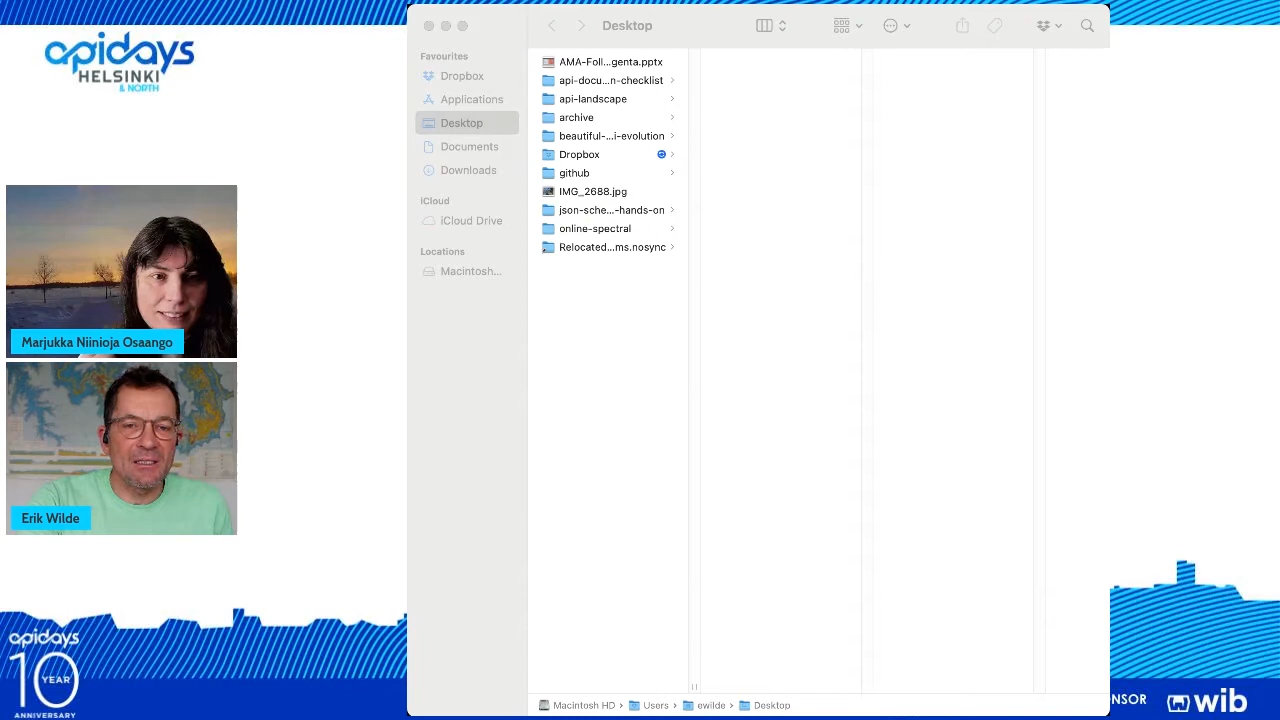 apidays
HELSINKI
& NORTH
Marjukka Niinioja Osaango
Erik Wilde
apidays
10
YEAR
ANNIVERSARY
Desktop
Favourites
Dropbox
Applications
Desktop
Documents
Downloads
iCloud
iCloud Drive
Locations
Macintosh...
AMA-Foll...genta.pptx
api-docu...n-checklist
api-landscape
archive
beautiful-...i-evolution
Dropbox
github
IMG_2688.jpg
json-sche...-hands-on
online-spectral
Relocated...ms.nosync
Macintosh HD › Users › ewilde › Desktop
NSOR
wib